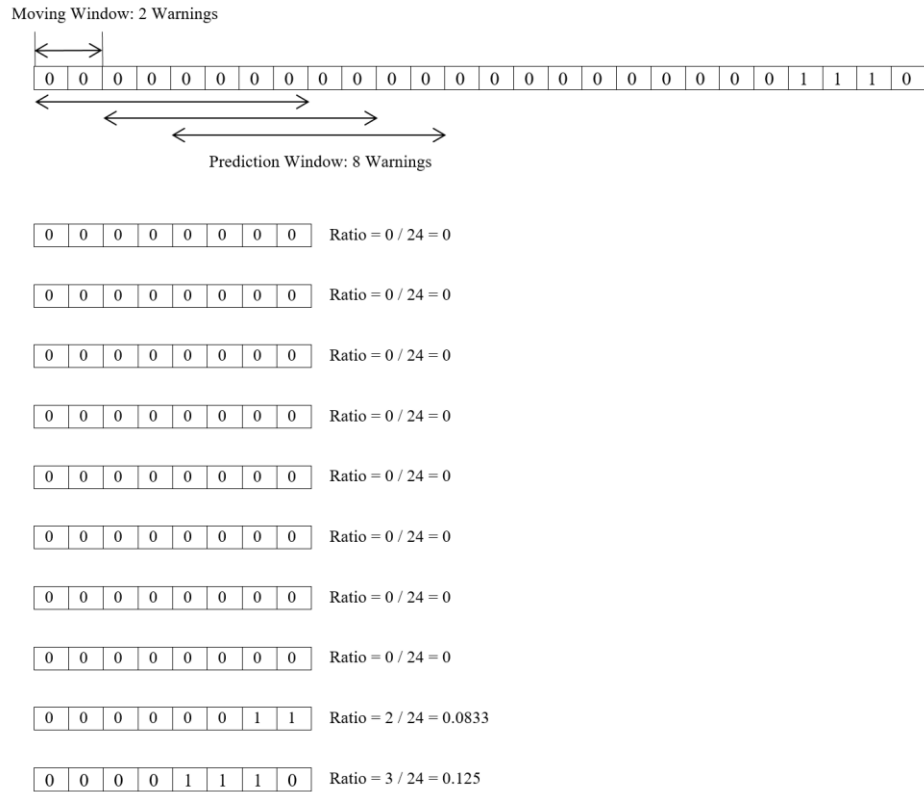 Moving Window: 2 Warnings
0 0 0 0 0 0 0 0 0 0 0 0 0 0 0 0 0 0 0 0 0 0 1 1 1 0
Prediction Window: 8 Warnings
0 0 0 0 0 0 0 0 Ratio = 0 / 24 = 0
0 0 0 0 0 0 0 0 Ratio = 0 / 24 = 0
0 0 0 0 0 0 0 0 Ratio = 0 / 24 = 0
0 0 0 0 0 0 0 0 Ratio = 0 / 24 = 0
0 0 0 0 0 0 0 0 Ratio = 0 / 24 = 0
0 0 0 0 0 0 0 0 Ratio = 0 / 24 = 0
0 0 0 0 0 0 0 0 Ratio = 0 / 24 = 0
0 0 0 0 0 0 0 0 Ratio = 0 / 24 = 0
0 0 0 0 0 0 1 1 Ratio = 2 / 24 = 0.0833
0 0 0 0 1 1 1 0 Ratio = 3 / 24 = 0.125